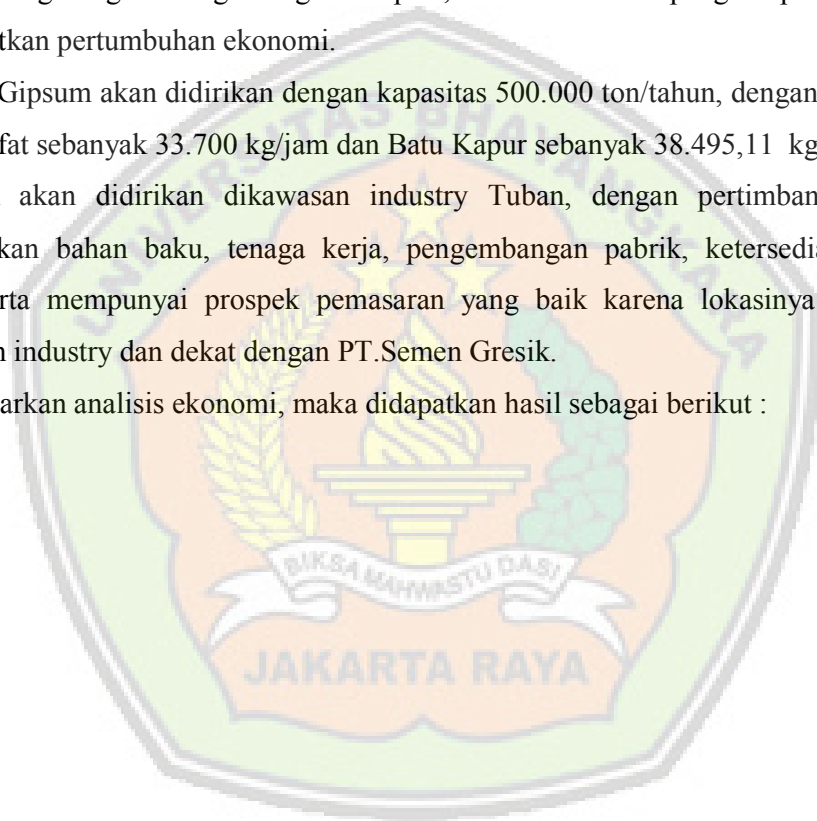 tkan pertumbuhan ekonomi.
Gipsum akan didirikan dengan kapasitas 500.000 ton/tahun, dengan
fat sebanyak 33.700 kg/jam dan Batu Kapur sebanyak 38.495,11 kg
akan didirikan dikawasan industry Tuban, dengan pertimban
kan bahan baku, tenaga kerja, pengembangan pabrik, ketersedia
rta mempunyai prospek pemasaran yang baik karena lokasinya
n industry dan dekat dengan PT.Semen Gresik.
arkan analisis ekonomi, maka didapatkan hasil sebagai berikut :
UNIVERSITAS BHAYANGKARA
BIKSA MAHWASTU DASI
JAKARTA RAYA